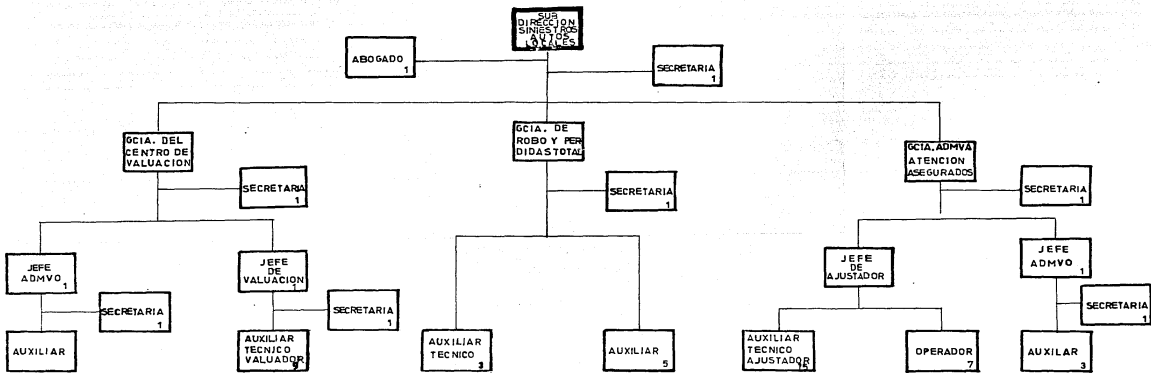 SUB
DIRECCION
SINIESTROS
AUTOS
LOCALES
ABOGADO
1
SECRETARIA
1
GCIA. DEL
CENTRO DE
VALUACION
GCIA. DE
ROBO Y PER
DIDAS TOTAL
GCIA. ADMVA
ATENCION
ASEGURADOS
SECRETARIA
1
SECRETARIA
1
SECRETARIA
1
JEFE
ADMVO
1
JEFE
DE
VALUACION
1
JEFE
DE
AJUSTADOR
JEFE
ADMVO
1
SECRETARIA
1
SECRETARIA
1
SECRETARIA
1
AUXILIAR
AUXILIAR
TECNICO
VALUADOR
9
AUXILIAR
TECNICO
3
AUXILIAR
5
AUXILIAR
TECNICO
AJUSTADOR
15
OPERADOR
7
AUXILAR
3